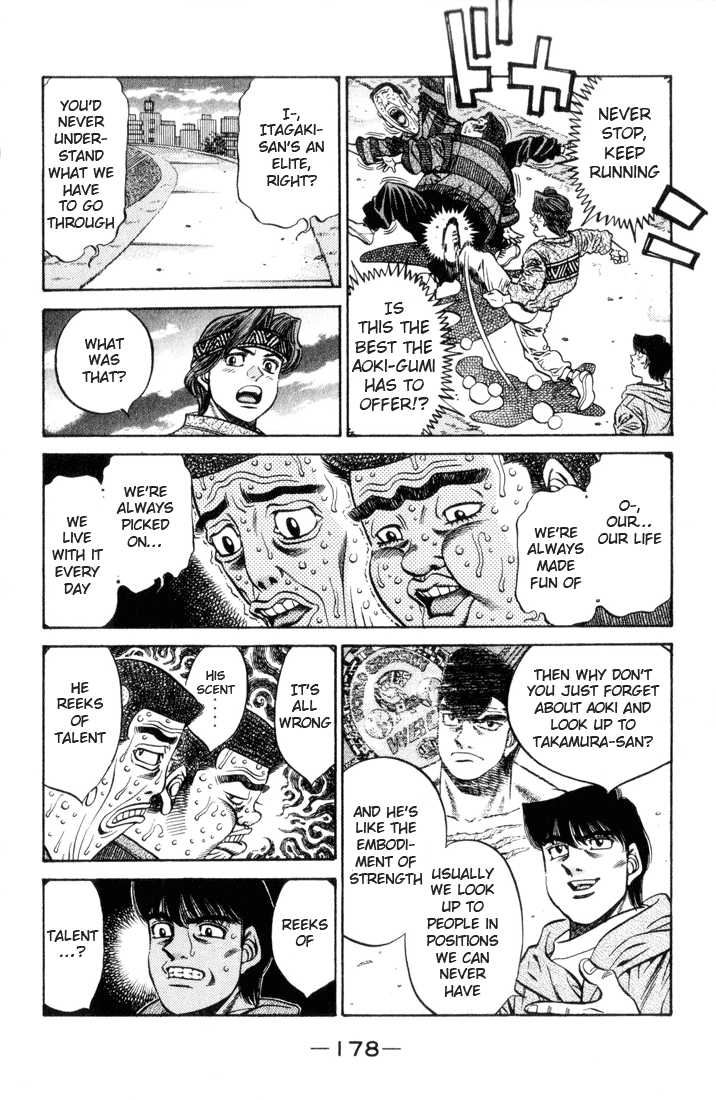 ドカッ
NEVER
STOP,
KEEP
RUNNING
IS
THIS THE
BEST THE
AOKI-GUMI
HAS TO
OFFER!?
I-,
ITAGAKI-
SAN'S AN
ELITE,
RIGHT?
YOU'D
NEVER
UNDER-
STAND
WHAT WE
HAVE
TO GO
THROUGH
WHAT
WAS
THAT?
O-,
OUR...
OUR LIFE
WE'RE
ALWAYS
MADE
FUN OF
WE'RE
ALWAYS
PICKED
ON...
WE
LIVE
WITH IT
EVERY
DAY
THEN WHY DON'T
YOU JUST FORGET
ABOUT AOKI AND
LOOK UP TO
TAKAMURA-SAN?
AND HE'S
LIKE THE
EMBODI-
MENT OF
STRENGTH
USUALLY
WE LOOK
UP TO
PEOPLE IN
POSITIONS
WE CAN
NEVER
HAVE
WBC
IT'S
ALL
WRONG
HIS
SCENT
....
HE
REEKS
OF
TALENT
REEKS
OF
TALENT
...?
—178—